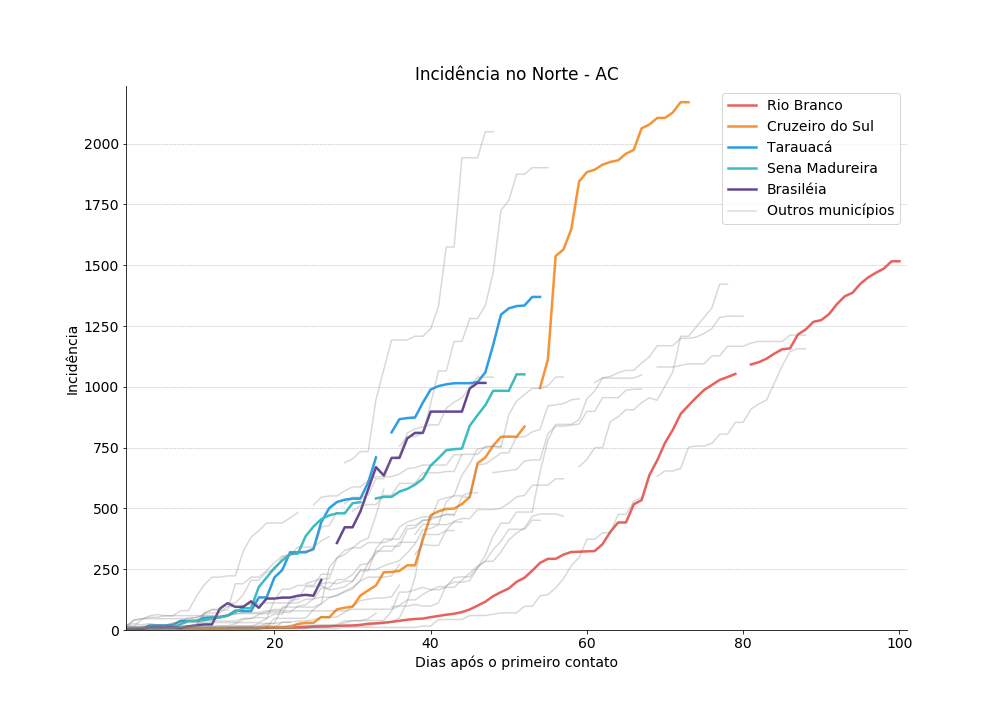 Incidência no Norte - AC
Rio Branco
Cruzeiro do Sul
Tarauacá
Sena Madureira
Brasiléia
Outros municípios
Incidência
2000
1750
1500
1250
1000
750
500
250
0
20 40 60 80 100
Dias após o primeiro contato